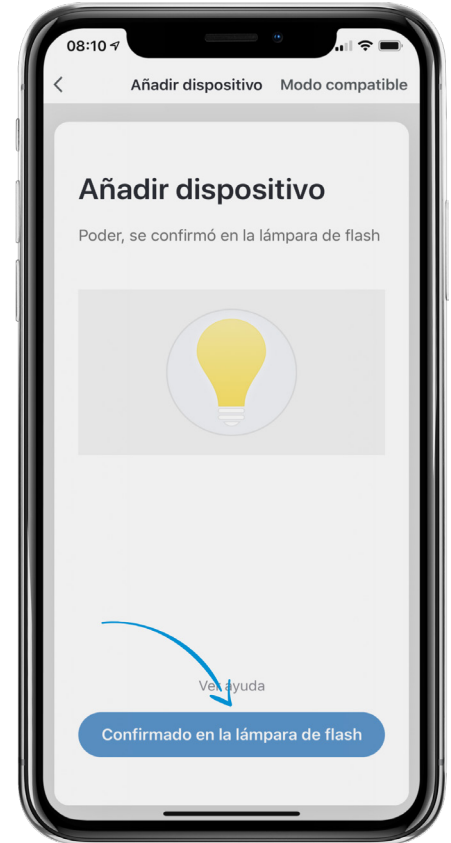 08:10
Añadir dispositivo Modo compatible
Añadir dispositivo
Poder, se confirmó en la lámpara de flash
Ver ayuda
Confirmado en la lámpara de flash